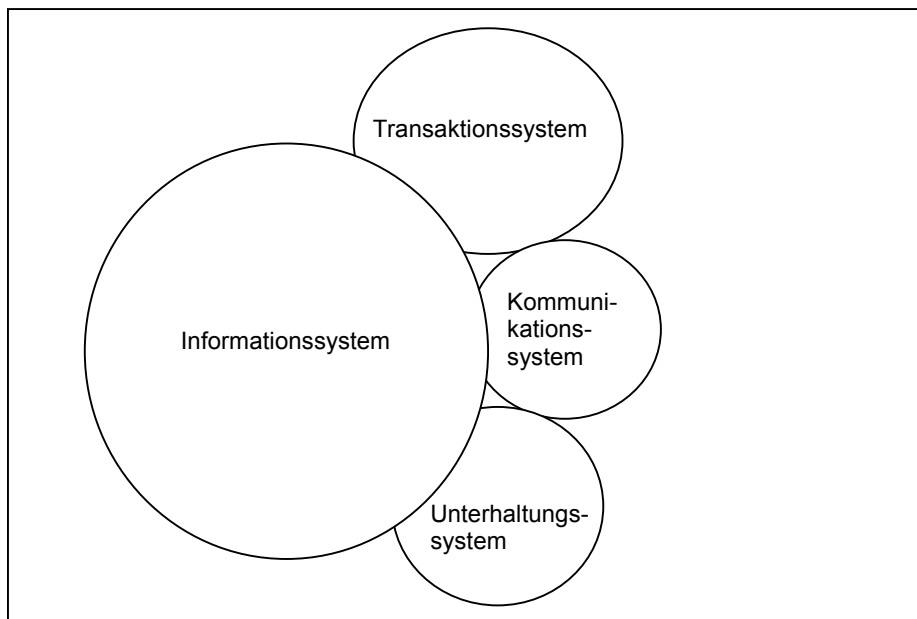 Transaktionssystem
Kommuni-
kations-
system
Informationssystem
Unterhaltungs-
system